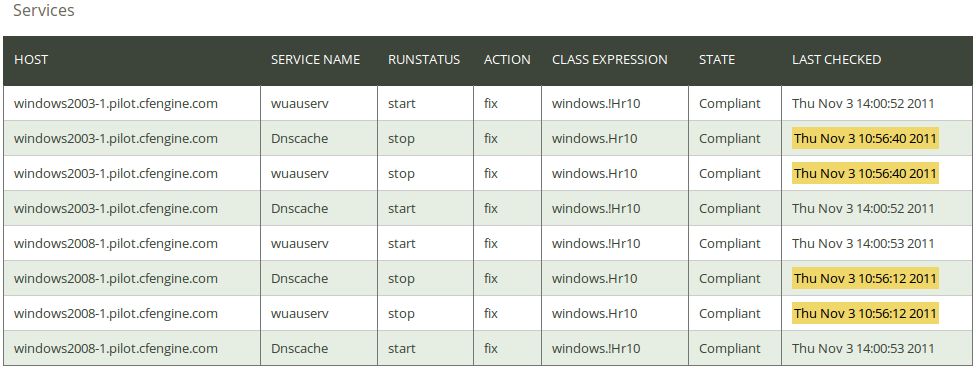 Services
HOST SERVICE NAME RUNSTATUS ACTION CLASS EXPRESSION STATE LAST CHECKED
windows2003-1.pilot.cfengine.com wuauserv start fix windows.!Hr10 Compliant Thu Nov 3 14:00:52 2011
windows2003-1.pilot.cfengine.com Dnscache stop fix windows.Hr10 Compliant Thu Nov 3 10:56:40 2011
windows2003-1.pilot.cfengine.com wuauserv stop fix windows.Hr10 Compliant Thu Nov 3 10:56:40 2011
windows2003-1.pilot.cfengine.com Dnscache start fix windows.!Hr10 Compliant Thu Nov 3 14:00:52 2011
windows2008-1.pilot.cfengine.com wuauserv start fix windows.!Hr10 Compliant Thu Nov 3 14:00:53 2011
windows2008-1.pilot.cfengine.com Dnscache stop fix windows.Hr10 Compliant Thu Nov 3 10:56:12 2011
windows2008-1.pilot.cfengine.com wuauserv stop fix windows.Hr10 Compliant Thu Nov 3 10:56:12 2011
windows2008-1.pilot.cfengine.com Dnscache start fix windows.!Hr10 Compliant Thu Nov 3 14:00:53 2011